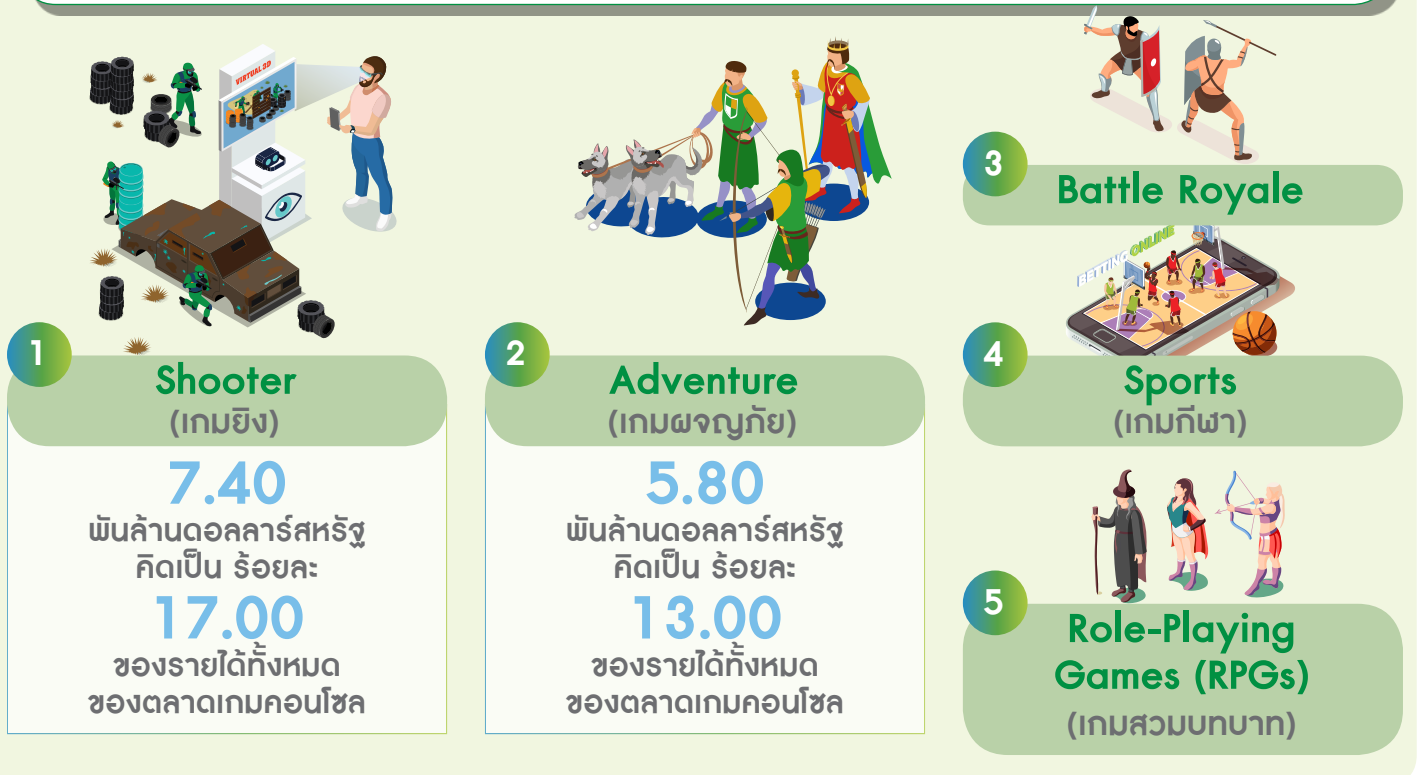 VIRTUAL 3D
1
Shooter
(เกมยิง)
7.40
พันล้านดอลลาร์สหรัฐ
คิดเป็น ร้อยละ
17.00
ของรายได้ทั้งหมด
ของตลาดเกมคอนโซล
2
Adventure
(เกมผจญภัย)
5.80
พันล้านดอลลาร์สหรัฐ
คิดเป็น ร้อยละ
13.00
ของรายได้ทั้งหมด
ของตลาดเกมคอนโซล
3
Battle Royale
BETTING ONLINE
4
Sports
(เกมกีฬา)
5
Role-Playing
Games (RPGs)
(เกมสวมบทบาท)